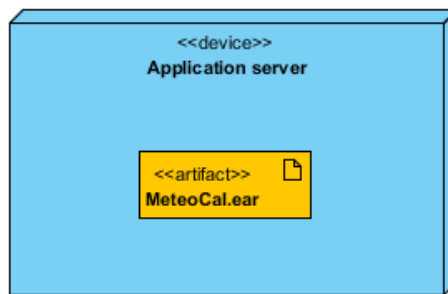 <<device>>
Application server
<<artifact>>
MeteoCal.ear